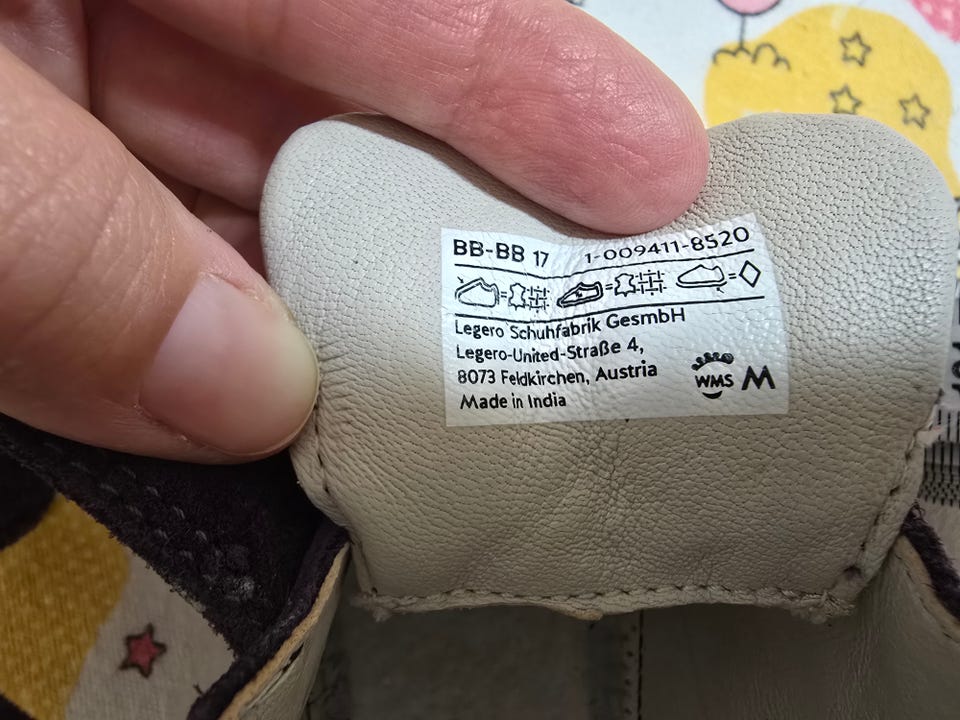 BB-BB 17 1-009411-8520
Legero Schuhfabrik GesmbH
Legero-United-Straße 4,
8073 Feldkirchen, Austria
Made in India
WMS M